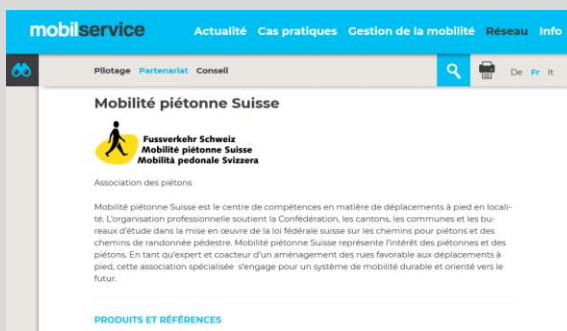 mobilservice
Actualité Cas pratiques Gestion de la mobilité Réseau Info
Pilotage Partenariat Conseil
De Fr It
Mobilité piétonne Suisse
Fussverkehr Schweiz
Mobilité piétonne Suisse
Mobilità pedonale Svizzera
Association des piétons
Mobilité piétonne Suisse est le centre de compétences en matière de déplacements à pied en locali-
té. L'organisation professionnelle soutient la Confédération, les cantons, les communes et les bu-
reaux d'étude dans la mise en œuvre de la loi fédérale suisse sur les chemins pour piétons et des
chemins de randonnée pédestre. Mobilité piétonne Suisse représente l'intérêt des piétonnes et des
piétons. En tant qu'expert et coacteur d'un aménagement des rues favorable aux déplacements à
pied, cette association spécialisée s'engage pour un système de mobilité durable et orienté vers le
futur.
PRODUITS ET RÉFÉRENCES